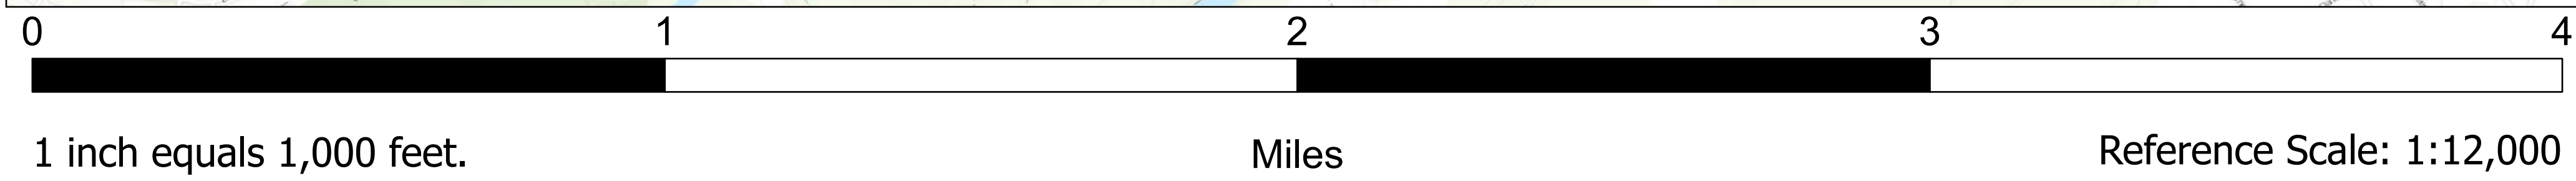 0 1 2 3 4
1 inch equals 1,000 feet. Miles Reference Scale: 1:12,000